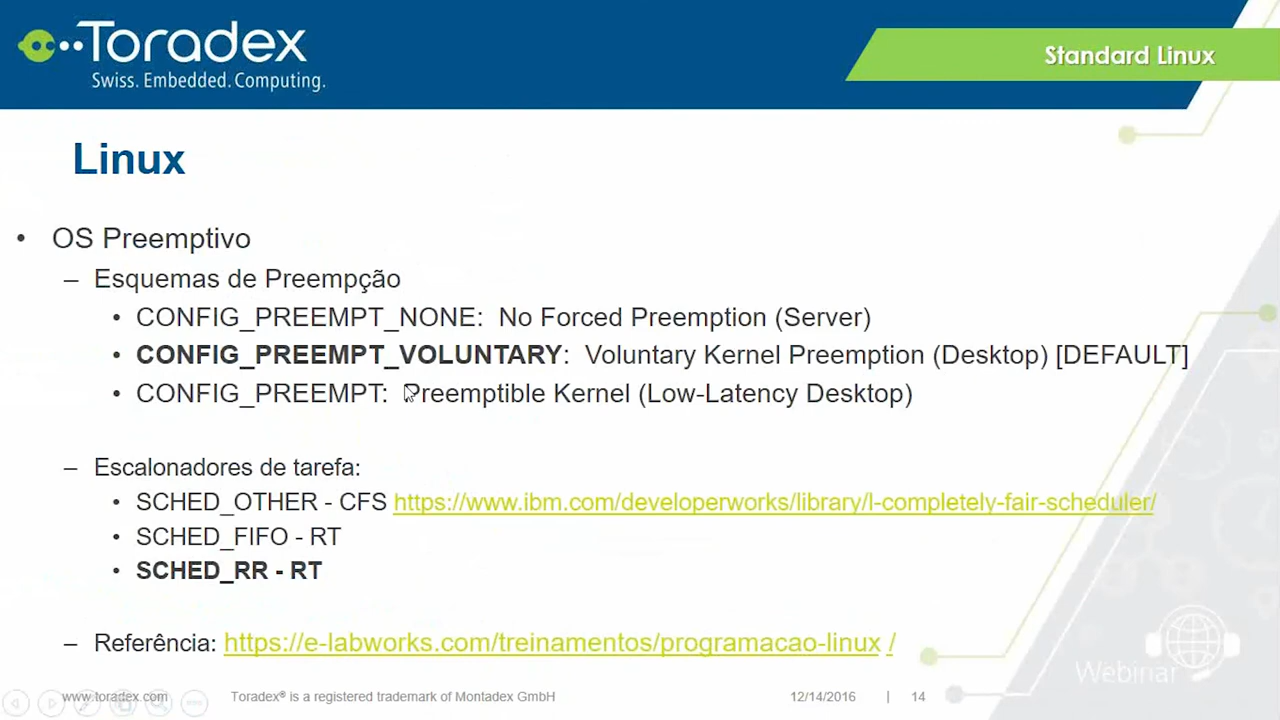 Toradex
Swiss. Embedded. Computing.
Standard Linux
Linux
• OS Preemptivo
– Esquemas de Preempção
• CONFIG_PREEMPT_NONE: No Forced Preemption (Server)
• CONFIG_PREEMPT_VOLUNTARY: Voluntary Kernel Preemption (Desktop) [DEFAULT]
• CONFIG_PREEMPT: Preemptible Kernel (Low-Latency Desktop)
– Escalonadores de tarefa:
• SCHED_OTHER - CFS https://www.ibm.com/developerworks/library/l-completely-fair-scheduler/
• SCHED_FIFO - RT
• SCHED_RR - RT
– Referência: https://e-labworks.com/treinamentos/programacao-linux /
Webinar
www.toradex.com Toradex® is a registered trademark of Montadex GmbH 12/14/2016 | 14